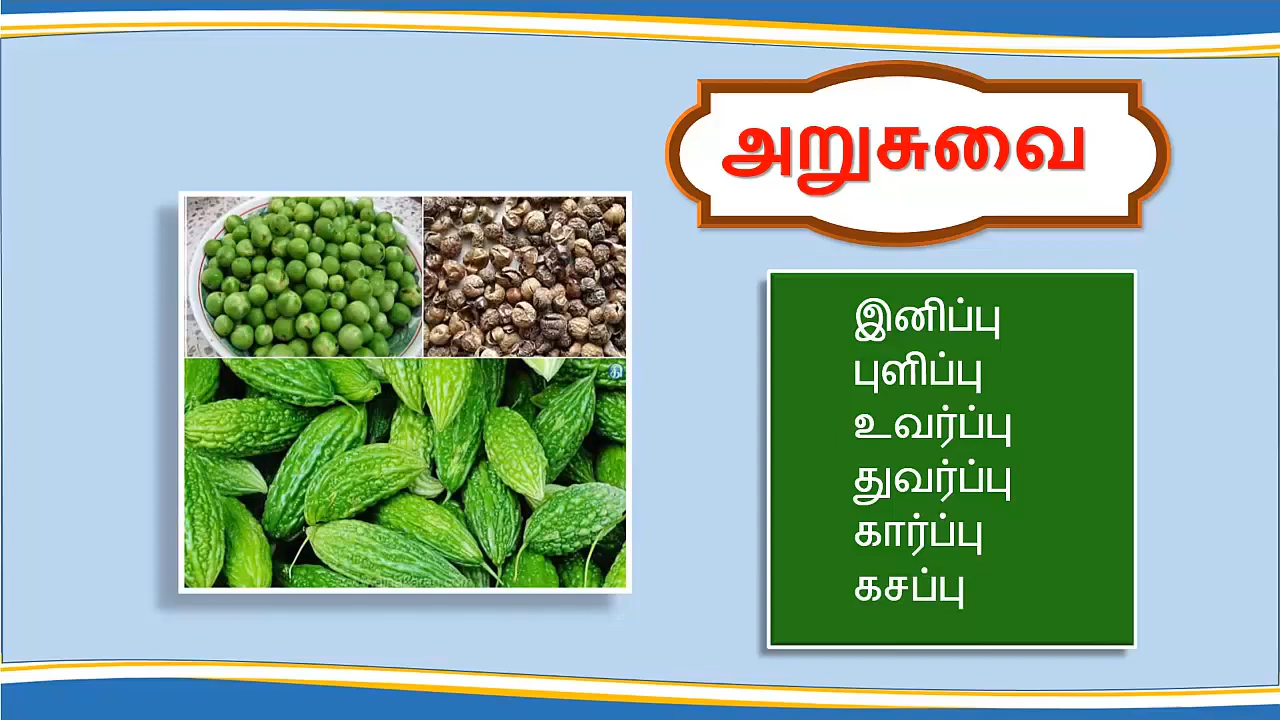 அறுசுவை
இனிப்பு
புளிப்பு
உவர்ப்பு
துவர்ப்பு
கார்ப்பு
கசப்பு